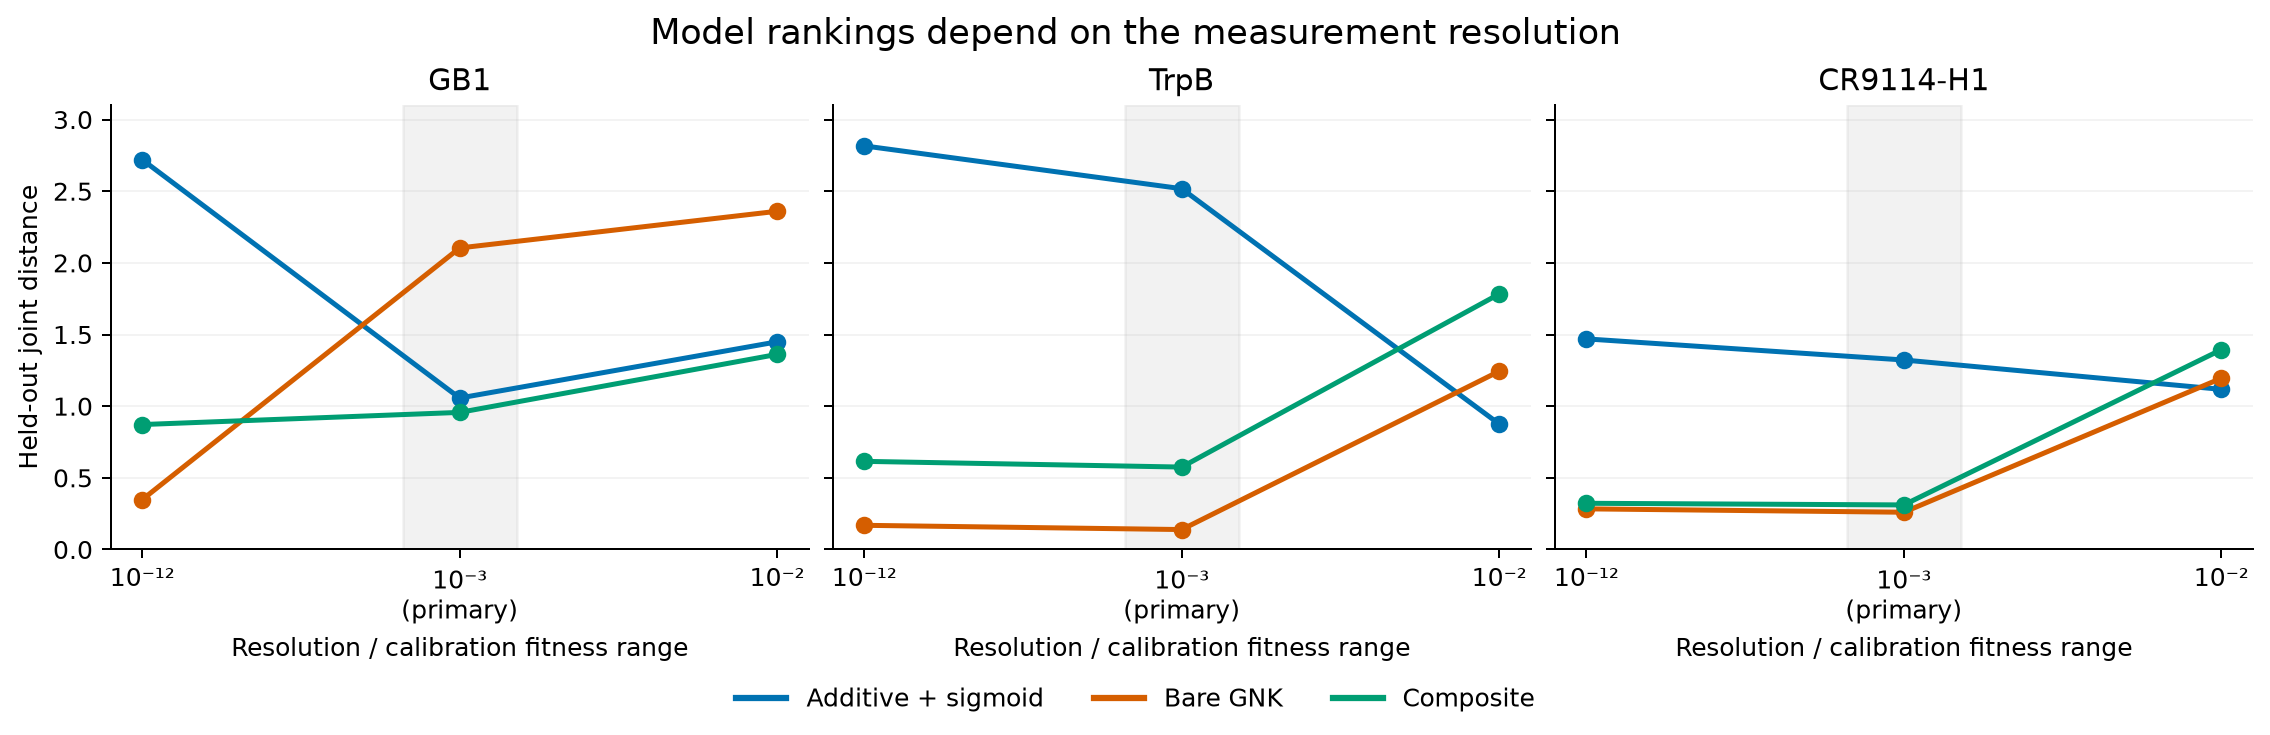 Model rankings depend on the measurement resolution
GB1
TrpB
CR9114-H1
Held-out joint distance
3.0
2.5
2.0
1.5
1.0
0.5
0.0
10⁻¹² 10⁻³ 10⁻²
(primary)
Resolution / calibration fitness range
10⁻¹² 10⁻³ 10⁻²
(primary)
Resolution / calibration fitness range
10⁻¹² 10⁻³ 10⁻²
(primary)
Resolution / calibration fitness range
Additive + sigmoid
Bare GNK
Composite